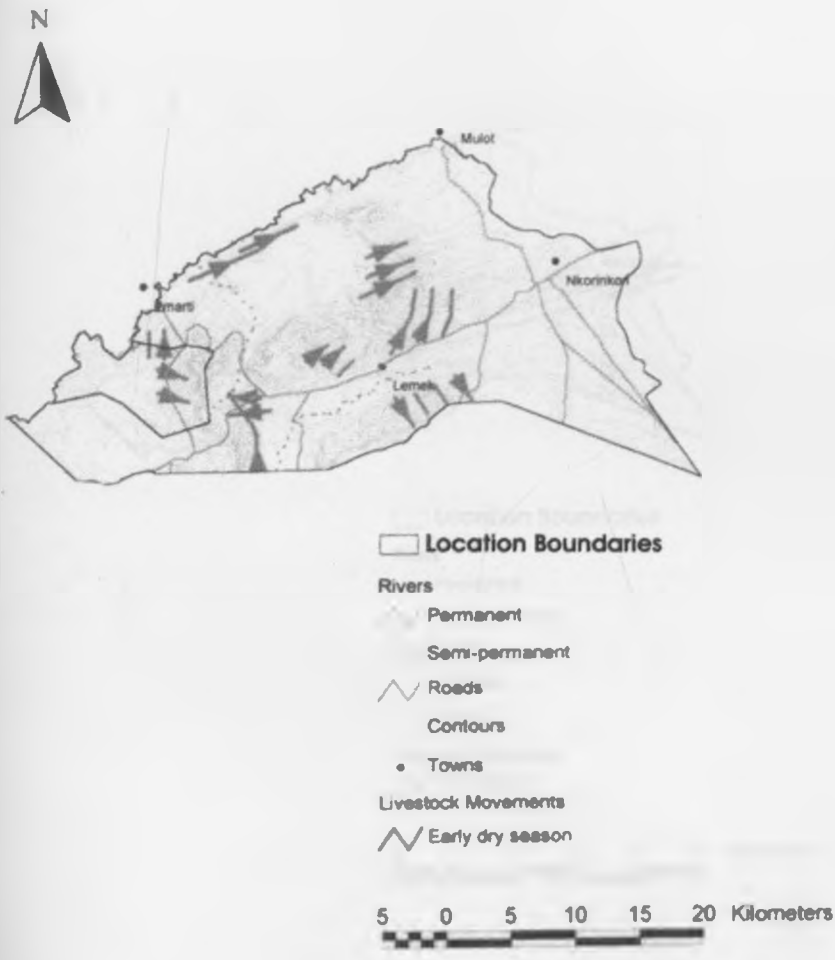 N
Mulot
Nkorinkori
Emarti
Lemek
Location Boundaries
Rivers
Permanent
Semi-permanent
Roads
Contours
Towns
Livestock Movements
Early dry season
5 0 5 10 15 20 Kilometers